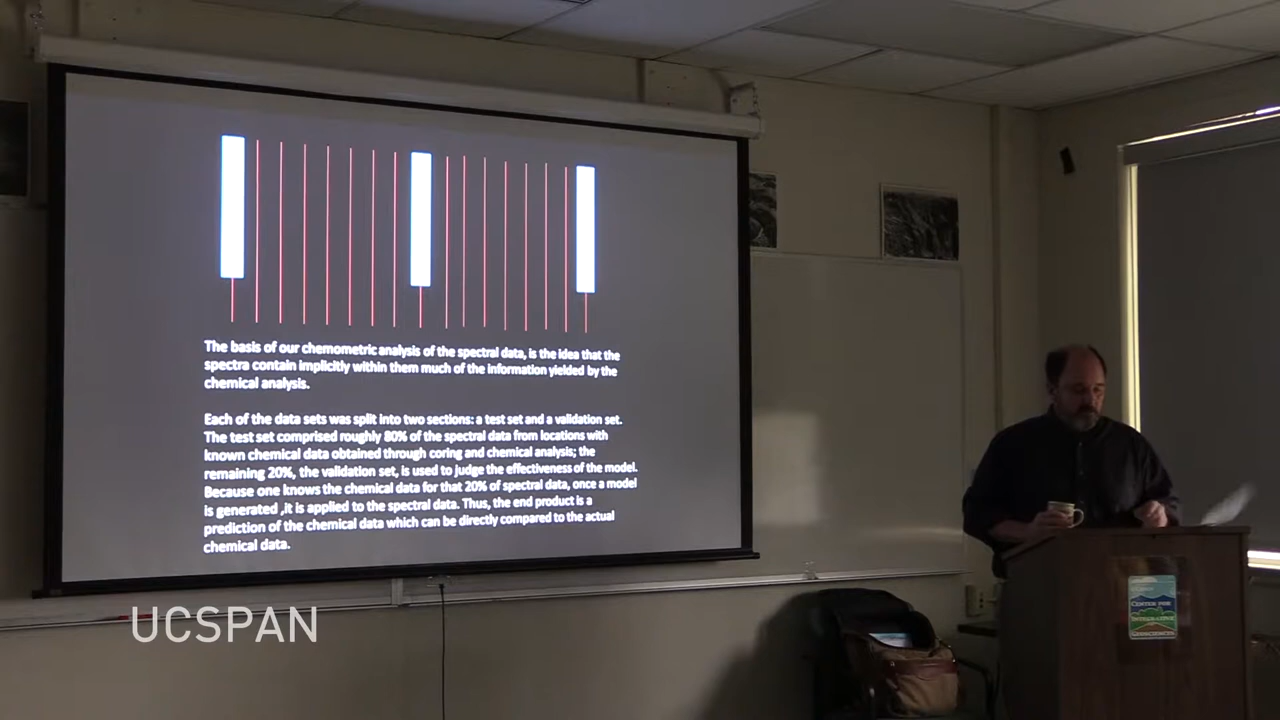 The basis of our chemometric analysis of the spectral data, is the idea that the
spectra contain implicitly within them much of the information yielded by the
chemical analysis.
Each of the data sets was split into two sections: a test set and a validation set.
The test set comprised roughly 80% of the spectral data from locations with
known chemical data obtained through coring and chemical analysis; the
remaining 20%, the validation set, is used to judge the effectiveness of the model.
Because one knows the chemical data for that 20% of spectral data, once a model
is generated ,it is applied to the spectral data. Thus, the end product is a
prediction of the chemical data which can be directly compared to the actual
chemical data.
UCSPAN
CENTER FOR
INTEGRATIVE
GEOSCIENCES